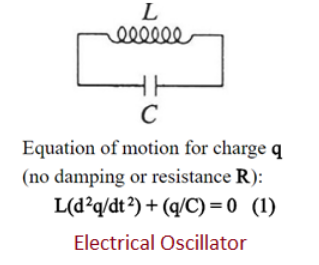 L
C
Equation of motion for charge q
(no damping or resistance R):
L(d²q/dt²) + (q/C) = 0 (1)
Electrical Oscillator